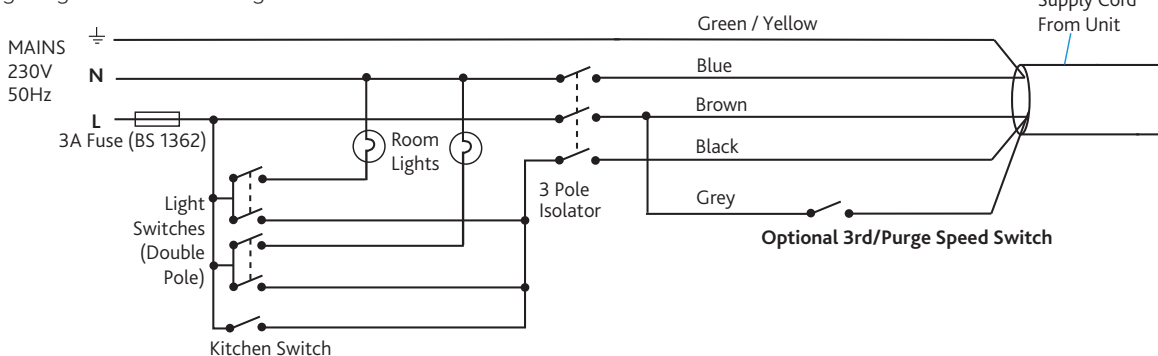 Supply Cord
From Unit
Green / Yellow
MAINS
230V
50Hz
N
Blue
L
Brown
3A Fuse (BS 1362)
Room
Lights
Black
3 Pole
Isolator
Grey
Light
Switches
(Double
Pole)
Optional 3rd/Purge Speed Switch
Kitchen Switch